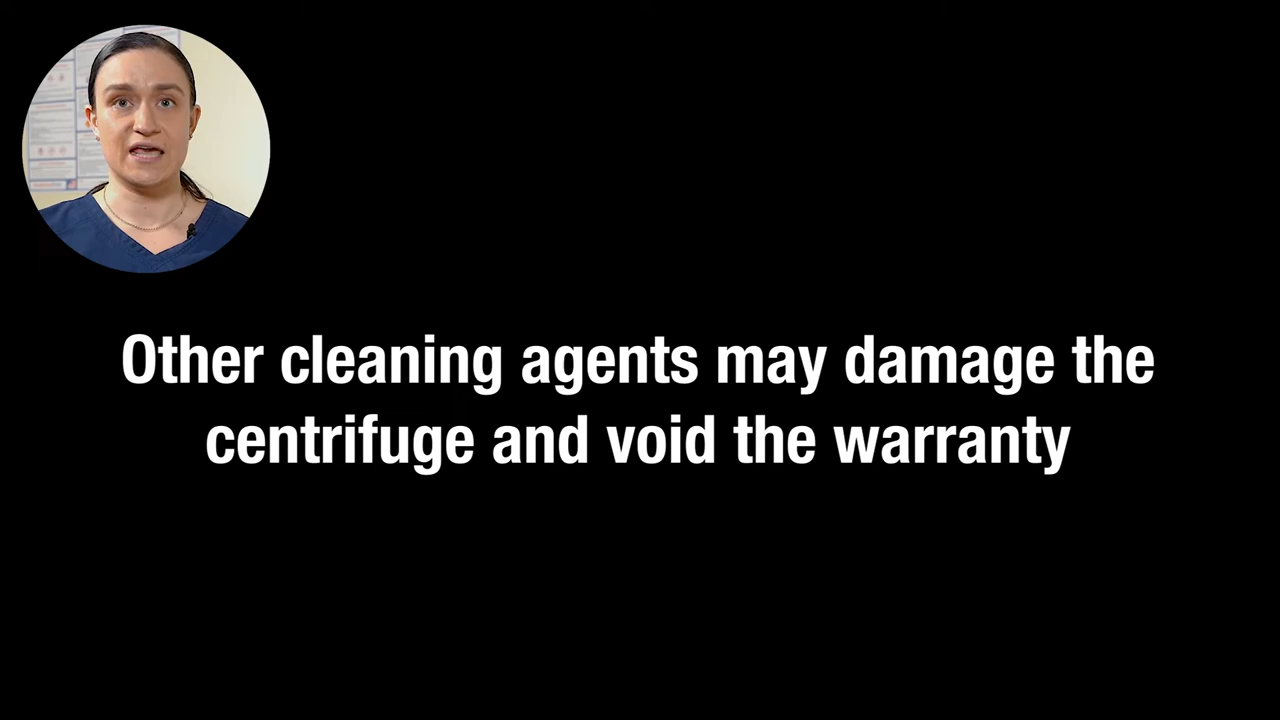 Other cleaning agents may damage the
centrifuge and void the warranty